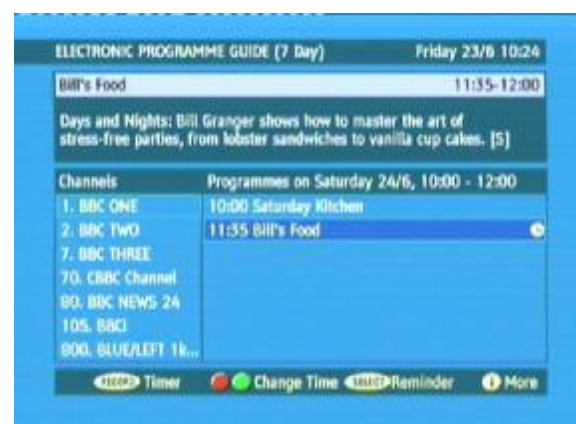 ELECTRONIC PROGRAMME GUIDE (7 Day) Friday 23/6 10:24
Bill's Food 11:35-12:00
Days and Nights: Bill Granger shows how to master the art of
stress-free parties, from lobster sandwiches to vanilla cup cakes. [S]
Channels Programmes on Saturday 24/6, 10:00 - 12:00
1. BBC ONE 10:00 Saturday Kitchen
2. BBC TWO 11:35 Bill's Food
7. BBC THREE
70. CBBC Channel
80. BBC NEWS 24
105. BBCi
800. BLUE/LEFT 1k...
RECORD Timer Change Time SELECT Reminder i More